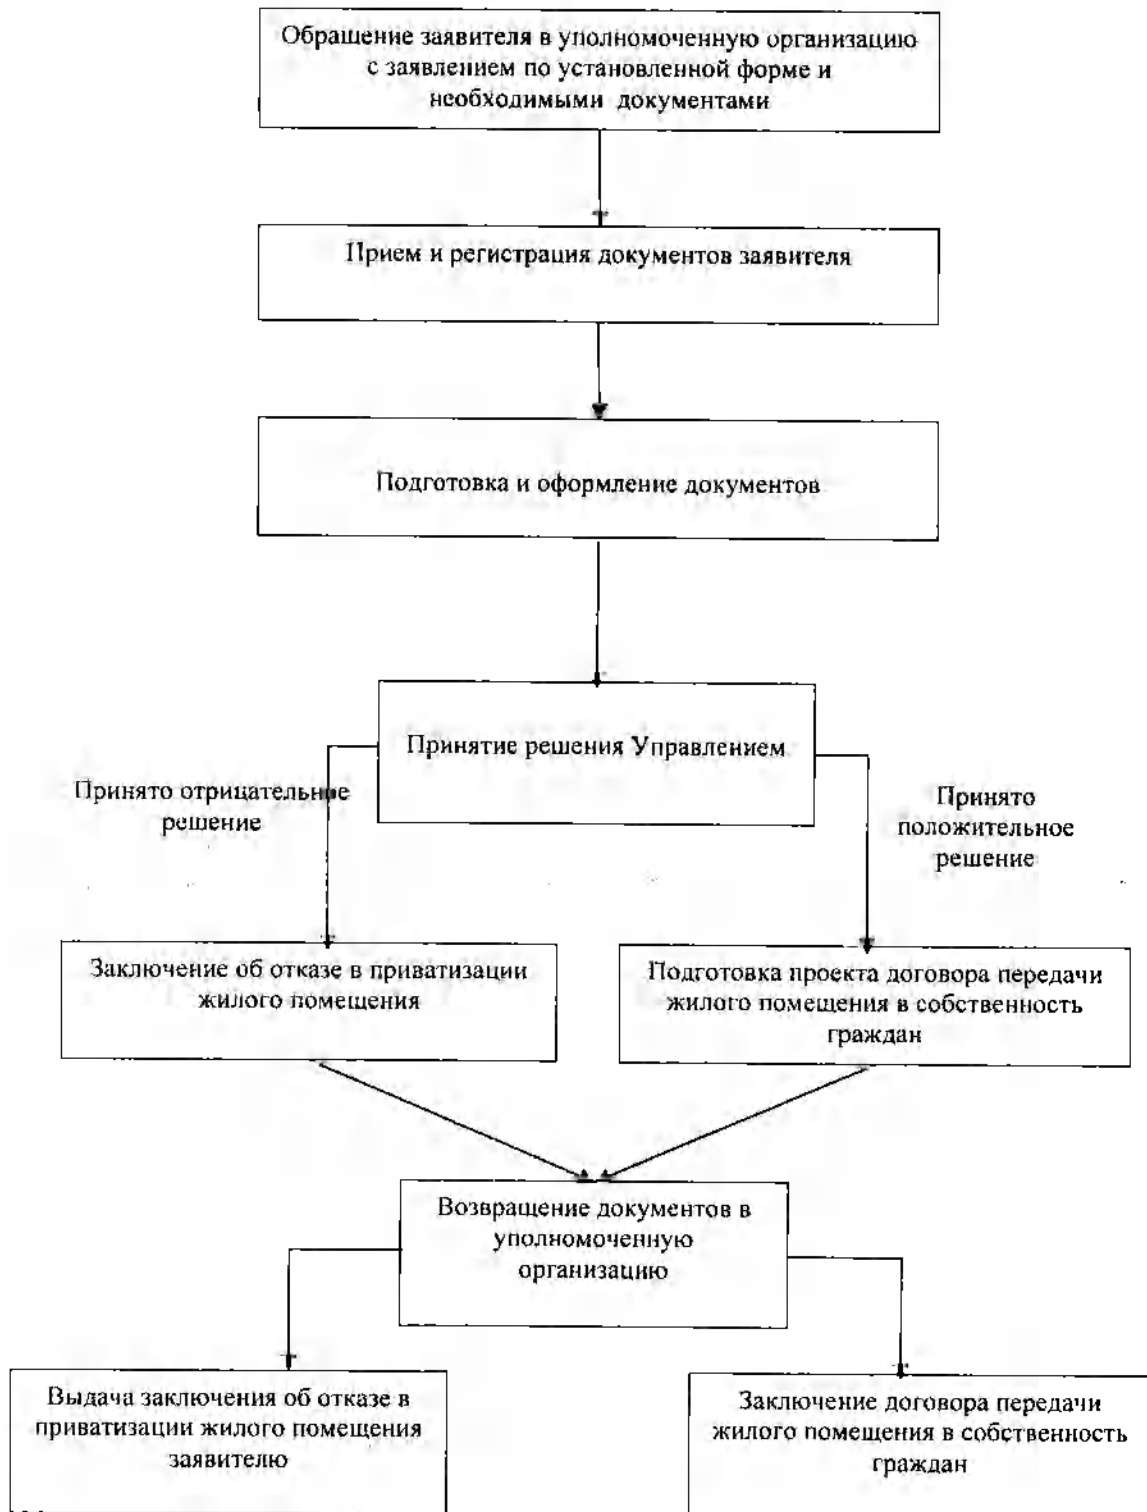 Обращение заявителя в уполномоченную организацию
с заявлением по установленной форме и
необходимыми документами
Прием и регистрация документов заявителя
Подготовка и оформление документов
Принятие решения Управлением
Принято отрицательное
решение
Принято
положительное
решение
Заключение об отказе в приватизации
жилого помещения
Подготовка проекта договора передачи
жилого помещения в собственность
граждан
Возвращение документов в
уполномоченную
организацию
Выдача заключения об отказе в
приватизации жилого помещения
заявителю
Заключение договора передачи
жилого помещения в собственность
граждан